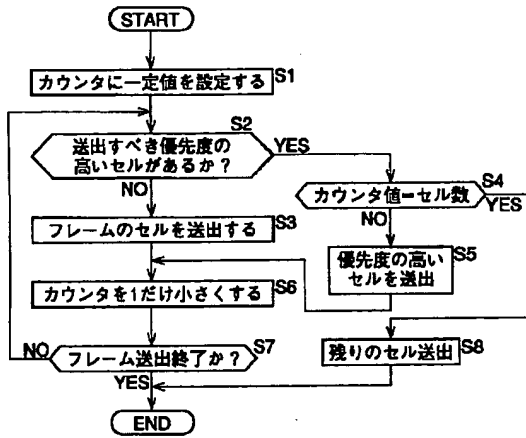 START
カウンタに一定値を設定する
S1
送出すべき優先度の
高いセルがあるか?
S2
YES
NO
カウンタ値=セル数
S4
YES
NO
フレームのセルを送出する
S3
優先度の高い
セルを送出
S5
カウンタを1だけ小さくする
S6
フレーム送出終了か?
S7
NO
YES
残りのセル送出
S8
END